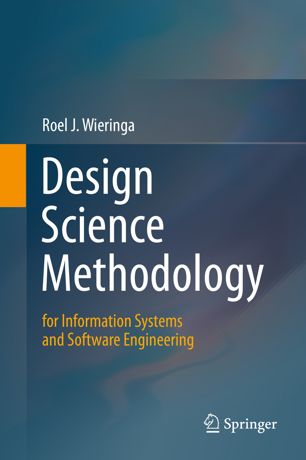 Roel J. Wieringa
Design
Science
Methodology
for Information Systems
and Software Engineering
Springer